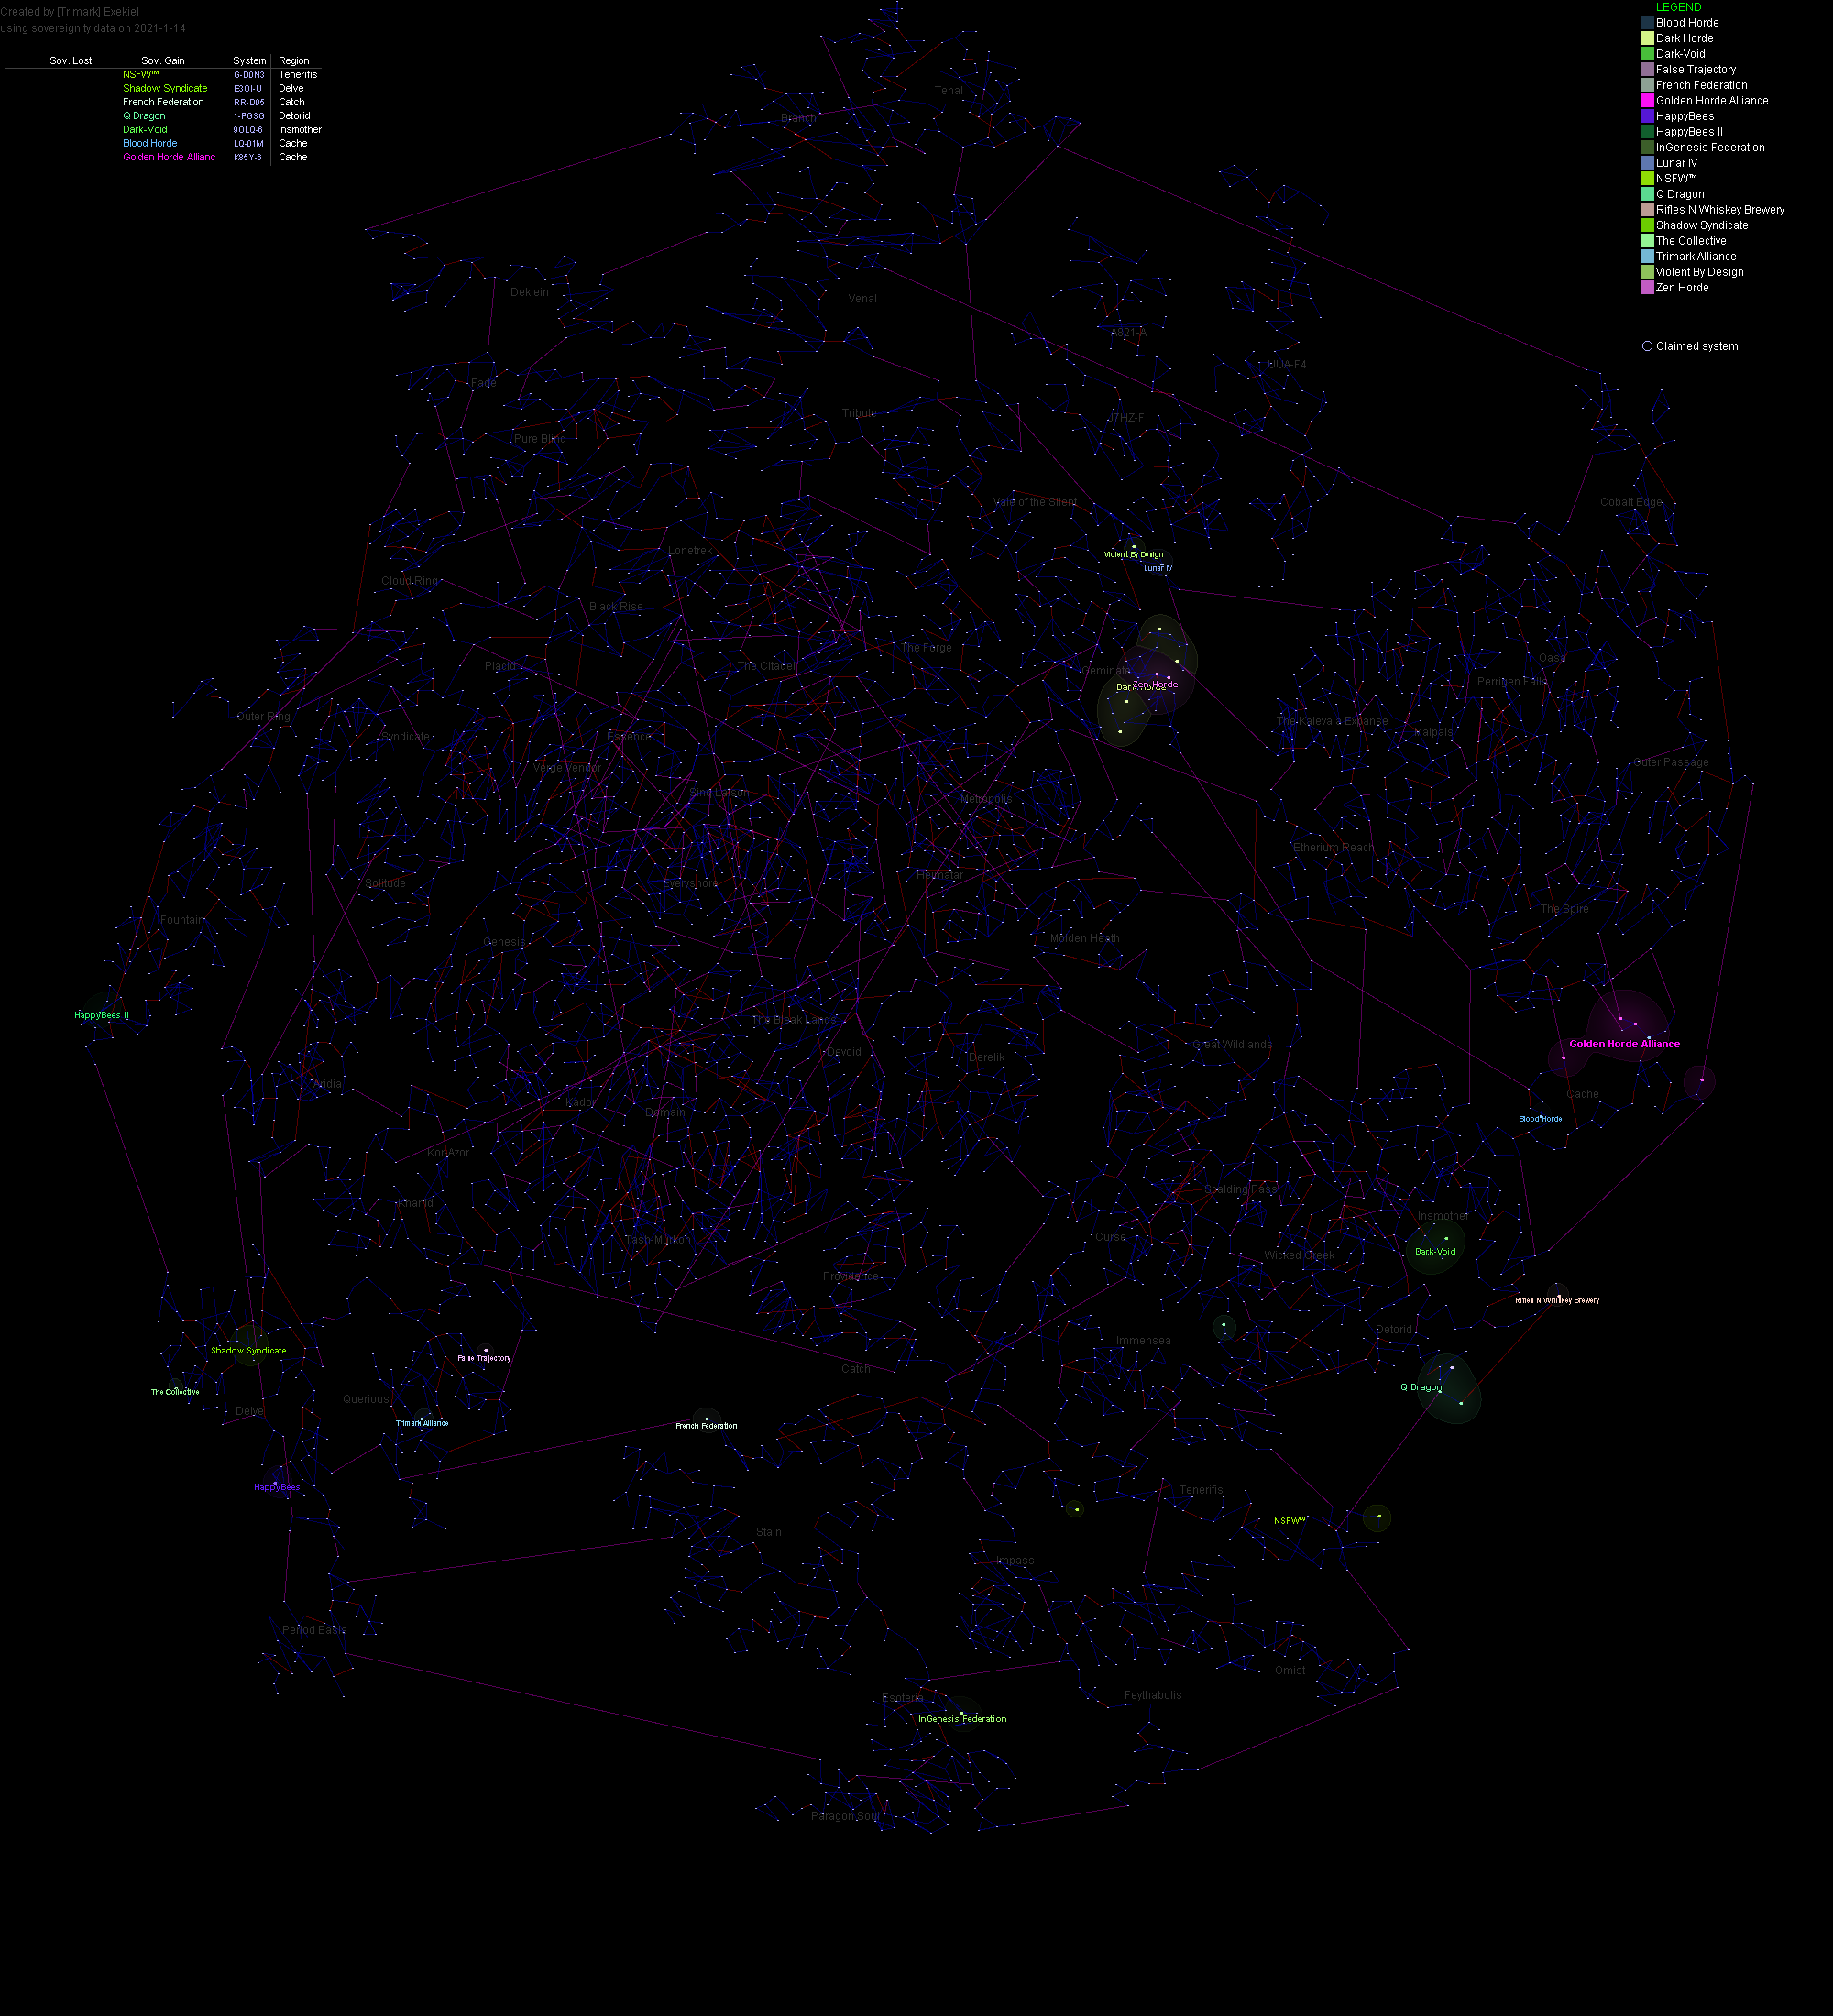 Created by [Trimark] Exekiel
using sovereignity data on 2021-1-14
Sov. Lost Sov. Gain System Region
NSFW™ G-D0N3 Tenerifis
Shadow Syndicate E3OI-U Delve
French Federation RR-D05 Catch
Q Dragon 1-PGSG Detorid
Dark-Void 9OLQ-6 Insmother
Blood Horde LQ-01M Cache
Golden Horde Allianc K85Y-6 Cache
LEGEND
Blood Horde
Dark Horde
Dark-Void
False Trajectory
French Federation
Golden Horde Alliance
HappyBees
HappyBees II
InGenesis Federation
Lunar IV
NSFW™
Q Dragon
Rifles N Whiskey Brewery
Shadow Syndicate
The Collective
Trimark Alliance
Violent By Design
Zen Horde
Claimed system
Tenal
Branch
Deklein
Venal
A821-A
UUA-F4
Fade
Tribute
J7HZ-F
Pure Blind
Vale of the Silent
Cobalt Edge
Lonetrek
Violent By Design
Lunar IV
Cloud Ring
Black Rise
The Forge
The Citadel
Placid
Geminate
Oasa
Perrigen Falls
Dark Horde
Zen Horde
Outer Ring
The Kalevala Expanse
Malpais
Syndicate
Essence
Outer Passage
Verge Vendor
Sinq Laison
Metropolis
Etherium Reach
Heimatar
Solitude
Everyshore
The Spire
Fountain
Molden Heath
Genesis
HappyBees II
The Bleak Lands
Golden Horde Alliance
Great Wildlands
Devoid
Derelik
Aridia
Cache
Kador
Domain
Blood Horde
Kor-Azor
Scalding Pass
Khanid
Insmother
Tash-Murkon
Curse
Dark-Void
Wicked Creek
Providence
Rifles N Whiskey Brewery
Detorid
Immensea
Shadow Syndicate
False Trajectory
Catch
Q Dragon
The Collective
Querious
Delve
Trimark Alliance
French Federation
HappyBees
Tenerifis
NSFW™
Stain
Impass
Period Basis
Omist
Feythabolis
Esoteria
InGenesis Federation
Paragon Soul